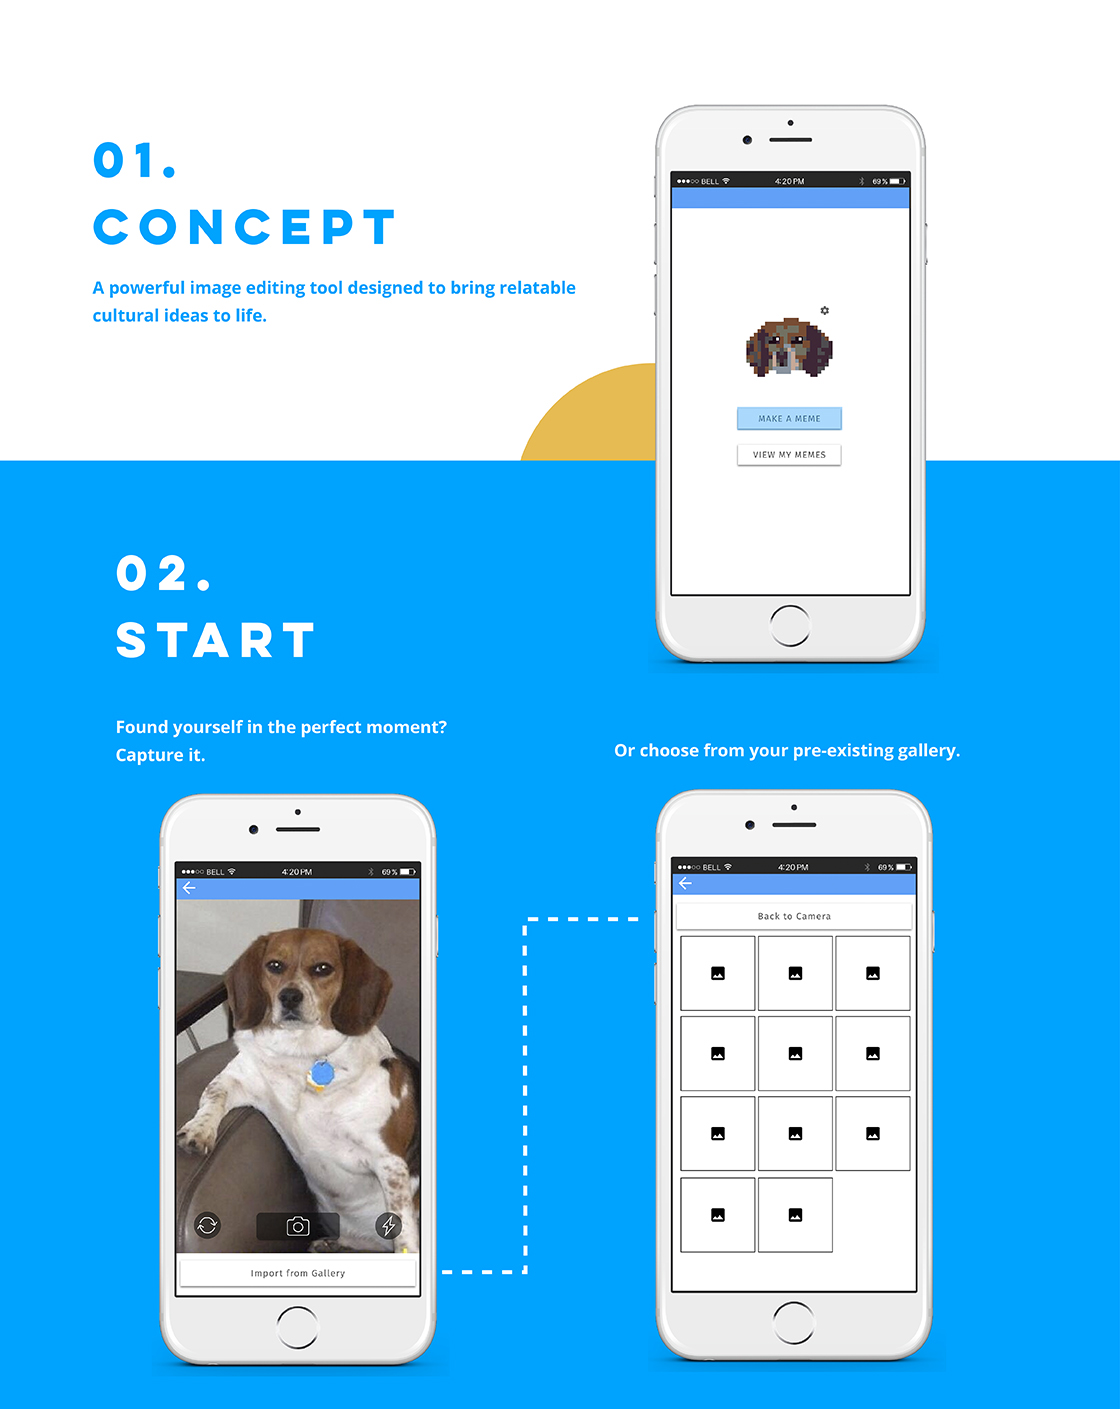 01.
CONCEPT
A powerful image editing tool designed to bring relatable
cultural ideas to life.
BELL 4:20 PM 69%
MAKE A MEME
VIEW MY MEMES
02.
START
Found yourself in the perfect moment?
Capture it.
Or choose from your pre-existing gallery.
BELL 4:20 PM 69%
Import from Gallery
BELL 4:20 PM 69%
Back to Camera